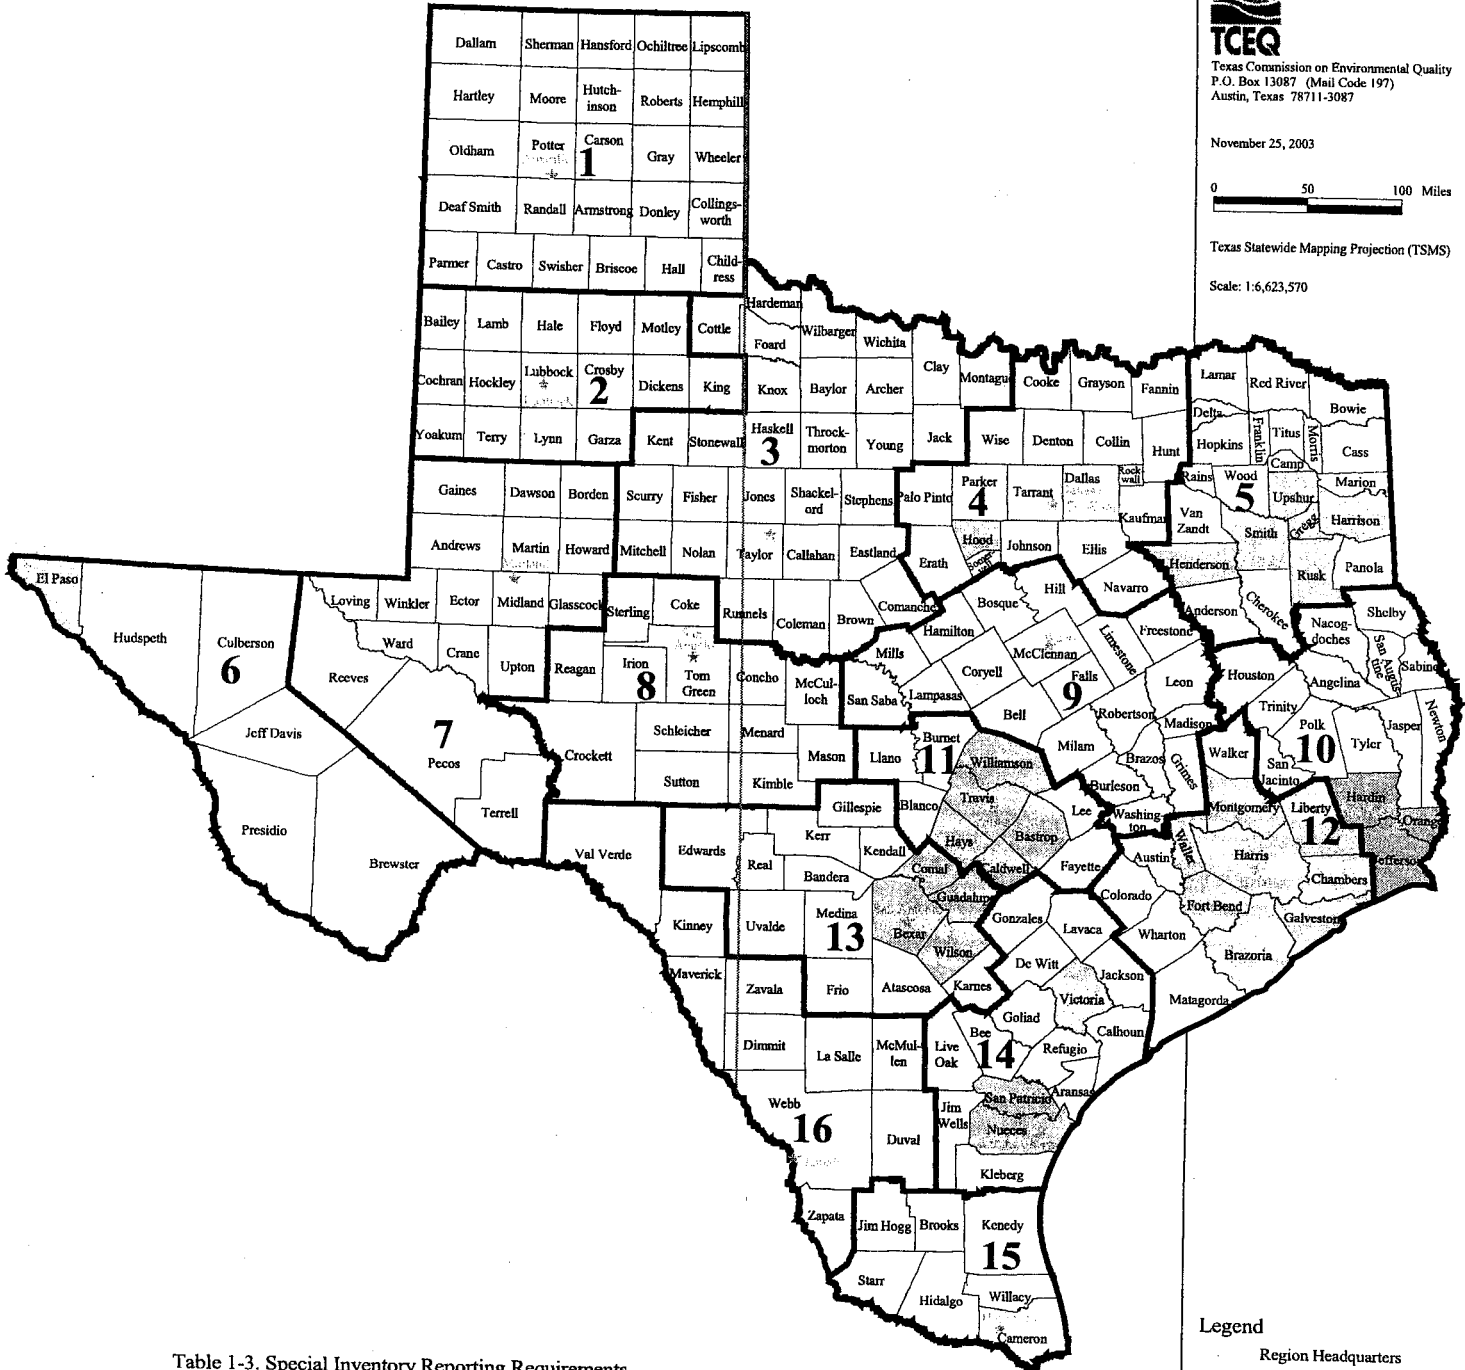 TCEQ
Texas Commission on Environmental Quality
P.O. Box 13087 (Mail Code 197)
Austin, Texas 78711-3087
November 25, 2003
0 50 100 Miles
Texas Statewide Mapping Projection (TSMS)
Scale: 1:6,623,570
Dallam Sherman Hansford Ochiltree Lipscomb
Hartley Moore Hutch-
inson Roberts Hemphill
Oldham Potter Carson Gray Wheeler
1
Deaf Smith Randall Armstrong Donley Collings-
worth
Parmer Castro Swisher Briscoe Hall Child-
ress
Bailey Lamb Hale Floyd Motley Cottle
Hardeman Foard Wilbarger Wichita Clay Montagu
Cochran Hockley Lubbock Crosby Dickens King
2
Knox Baylor Archer
Cooke Grayson Fannin Lamar Red River Bowie
Yoakum Terry Lynn Garza Kent Stonewall Haskell
3
Throck-
morton Young Jack Wise Denton Collin Hunt
Delta Hopkins Franklin Titus Camp Morris Cass
Gaines Dawson Borden Scurry Fisher Jones Shackel-
ord Stephens Palo Pinto Parker
4
Tarrant Dallas Rock
wall Kaufman
Rains Wood
5
Upshur Marion Harrison Gregg
Van
Zandt Smith Henderson Rusk Panola
Andrews Martin Howard Mitchell Nolan Taylor Callahan Eastland
Erath Hood Johnson Ellis Navarro
Anderson Cherokee Nacog-
doches Shelby
San Augus-
tine Sabine
El Paso Hudspeth Culberson
6
Jeff Davis Presidio Brewster
Loving Winkler Ector Midland Glasscock Sterling Coke Runnels Coleman Brown Comanche
Ward Crane Upton Reagan Irion
8
Tom
Green Concho McCul-
loch
Reeves
7
Pecos Terrell Crockett Schleicher Menard Sutton Kimble Mason
Bosque Hill Hamilton Mills San Saba Lampasas Coryell McClennan Limestone Freestone
Falls
9
Leon Bell Robertson Madison Milam Brazos Grimes Burleson Washing-
ton
Houston Angelina Trinity Polk
10
Tyler Jasper Newton San
Jacinto Hardin Orang Jefferso
Llano Burnet
11
Williamson Blanco Travis Bastrop Lee Hays Caldwell Fayette
Walker Montgomery Liberty
12
Waller Austin Harris Chambers Colorado Fort Bend Galveston Wharton Brazoria Matagorda
Val Verde Edwards Real Kerr Gillespie Kendall Bandera Comal Guadalup
Kinney Uvalde Medina
13
Bexar Wilson Frio Atascosa Karnes
Gonzales Lavaca De Witt Jackson Victoria Goliad Calhoun
Bee
14
Refugio Live
Oak San Patricio Aransas Jim
Wells Nueces Kleberg
Maverick Zavala Dimmit La Salle McMul-
len
Webb
16
Duval Zapata
Jim Hogg Brooks Kenedy
15
Starr Hidalgo Willacy Cameron
Table 1-3. Special Inventory Reporting Requirements
Legend
Region Headquarters